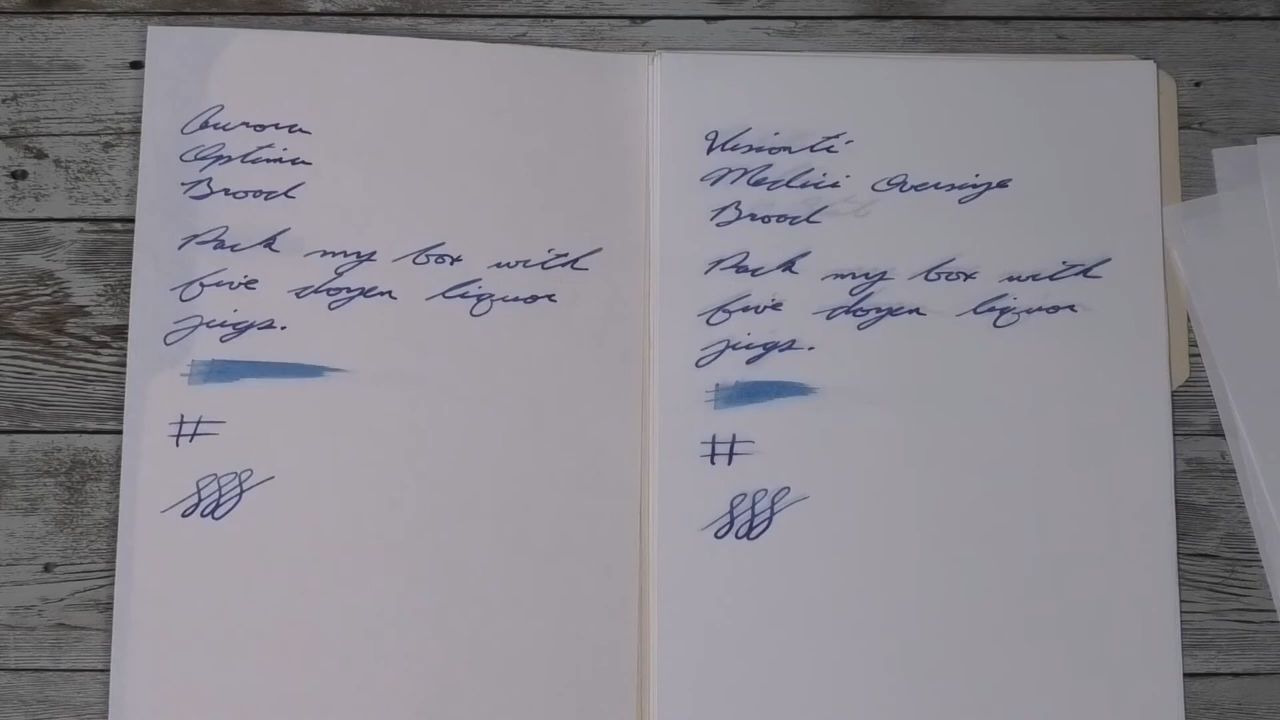 Aurora
Optima
Broad
Pack my box with
five dozen liquor
jugs.
#
Visconti
Medici Oversize
Broad
Pack my box with
five dozen liquor
jugs.
#